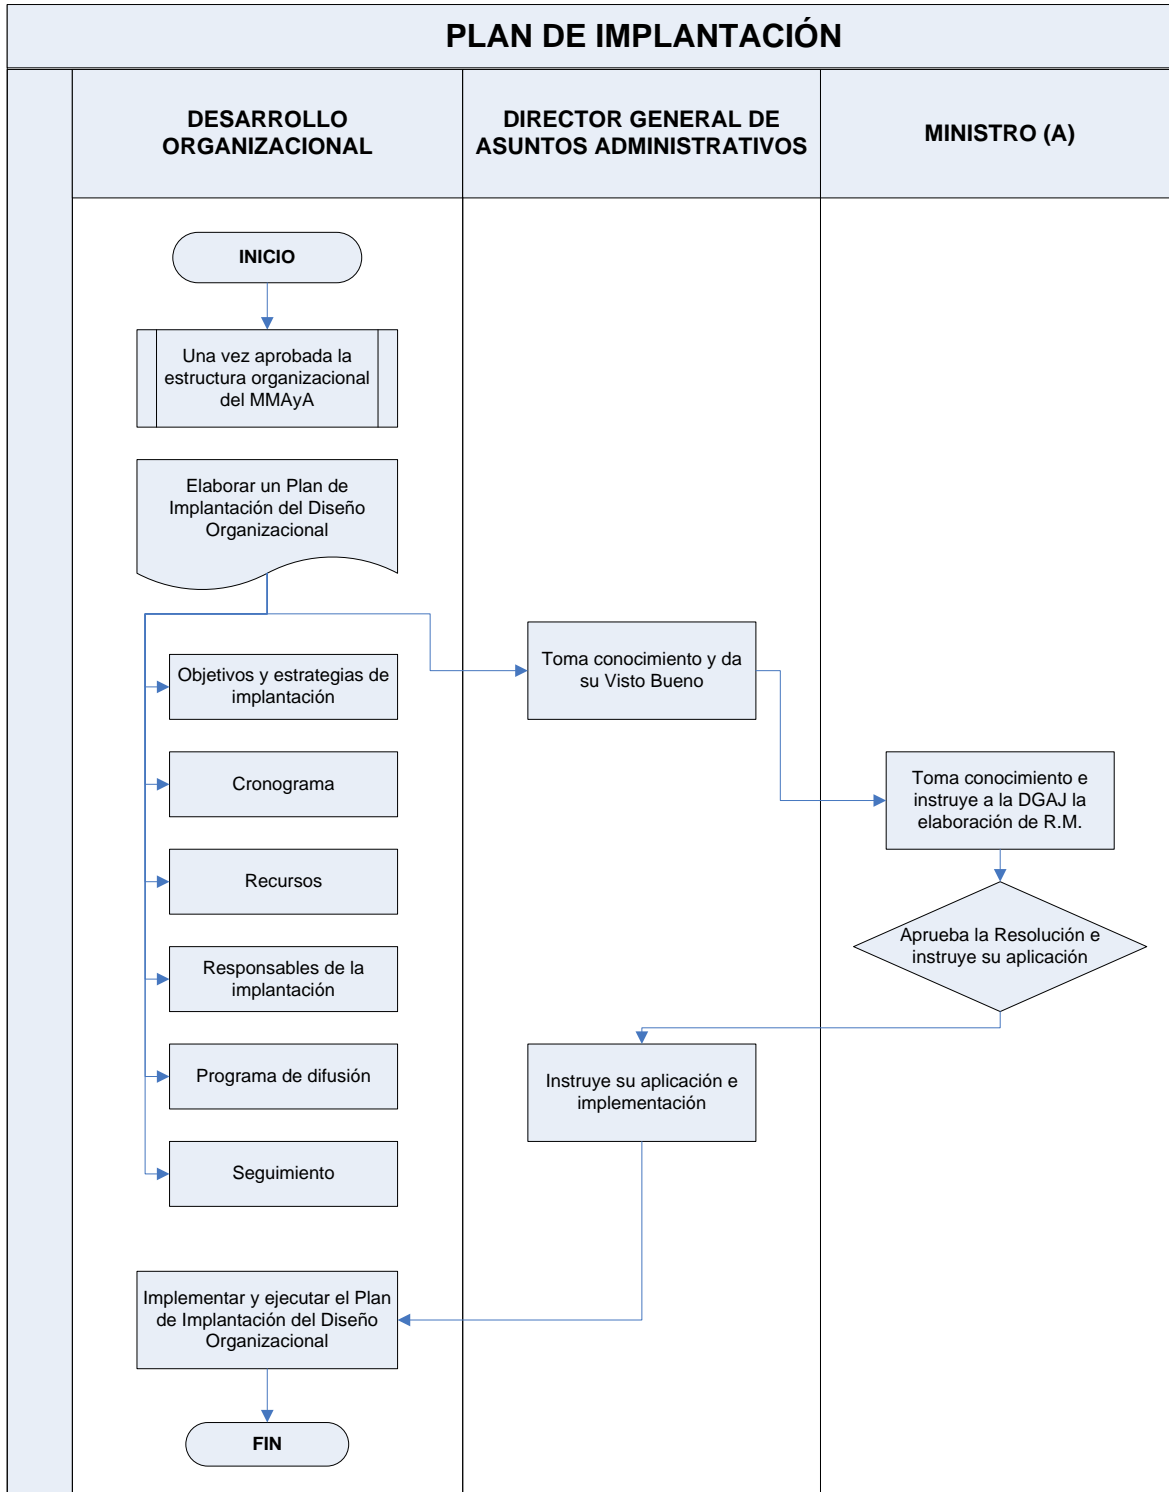 PLAN DE IMPLANTACIÓN
DESARROLLO
ORGANIZACIONAL
DIRECTOR GENERAL DE
ASUNTOS ADMINISTRATIVOS
MINISTRO (A)
INICIO
Una vez aprobada la
estructura organizacional
del MMAyA
Elaborar un Plan de
Implantación del Diseño
Organizacional
Objetivos y estrategias de
implantación
Cronograma
Recursos
Responsables de la
implantación
Programa de difusión
Seguimiento
Toma conocimiento y da
su Visto Bueno
Toma conocimiento e
instruye a la DGAJ la
elaboración de R.M.
Aprueba la Resolución e
instruye su aplicación
Instruye su aplicación e
implementación
Implementar y ejecutar el Plan
de Implantación del Diseño
Organizacional
FIN